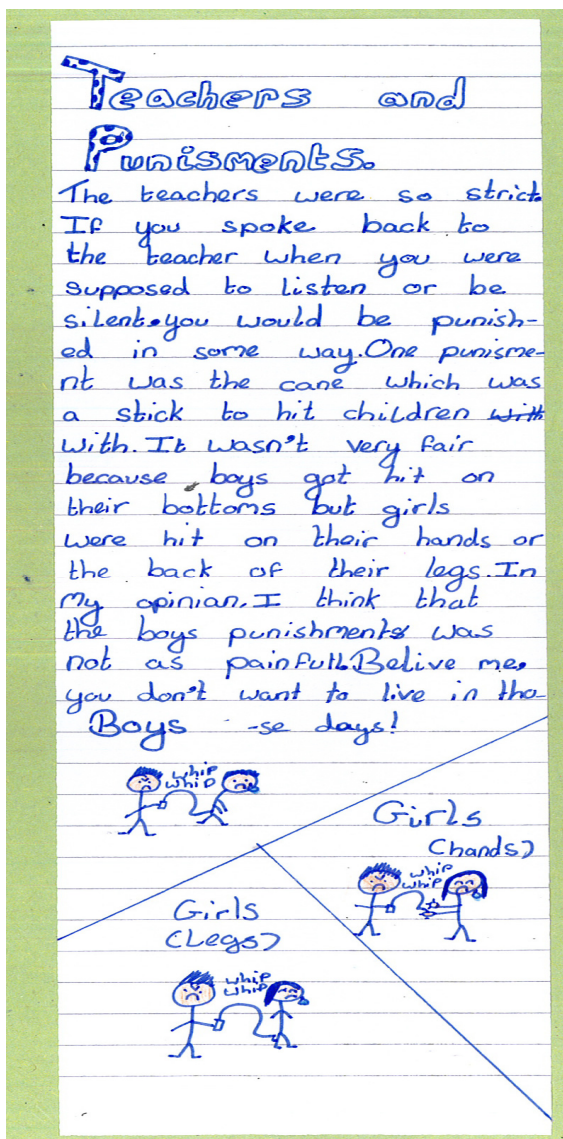 Teachers and
Punisments.
The teachers were so strict.
If you spoke back to
the teacher when you were
supposed to listen or be
silent.you would be punish-
ed in some way.One punisme-
nt was the cane which was
a stick to hit children with
with. It wasn't very fair
because boys got hit on
their bottoms but girls
were hit on their hands or
the back of their legs.In
my opinian.I think that
the boys punishments was
not as painfull.Belive me,
you don't want to live in tho-
-se days!
Boys
whip
whip
Girls
(hands)
whip
whip
Girls
(Legs)
whip
whip